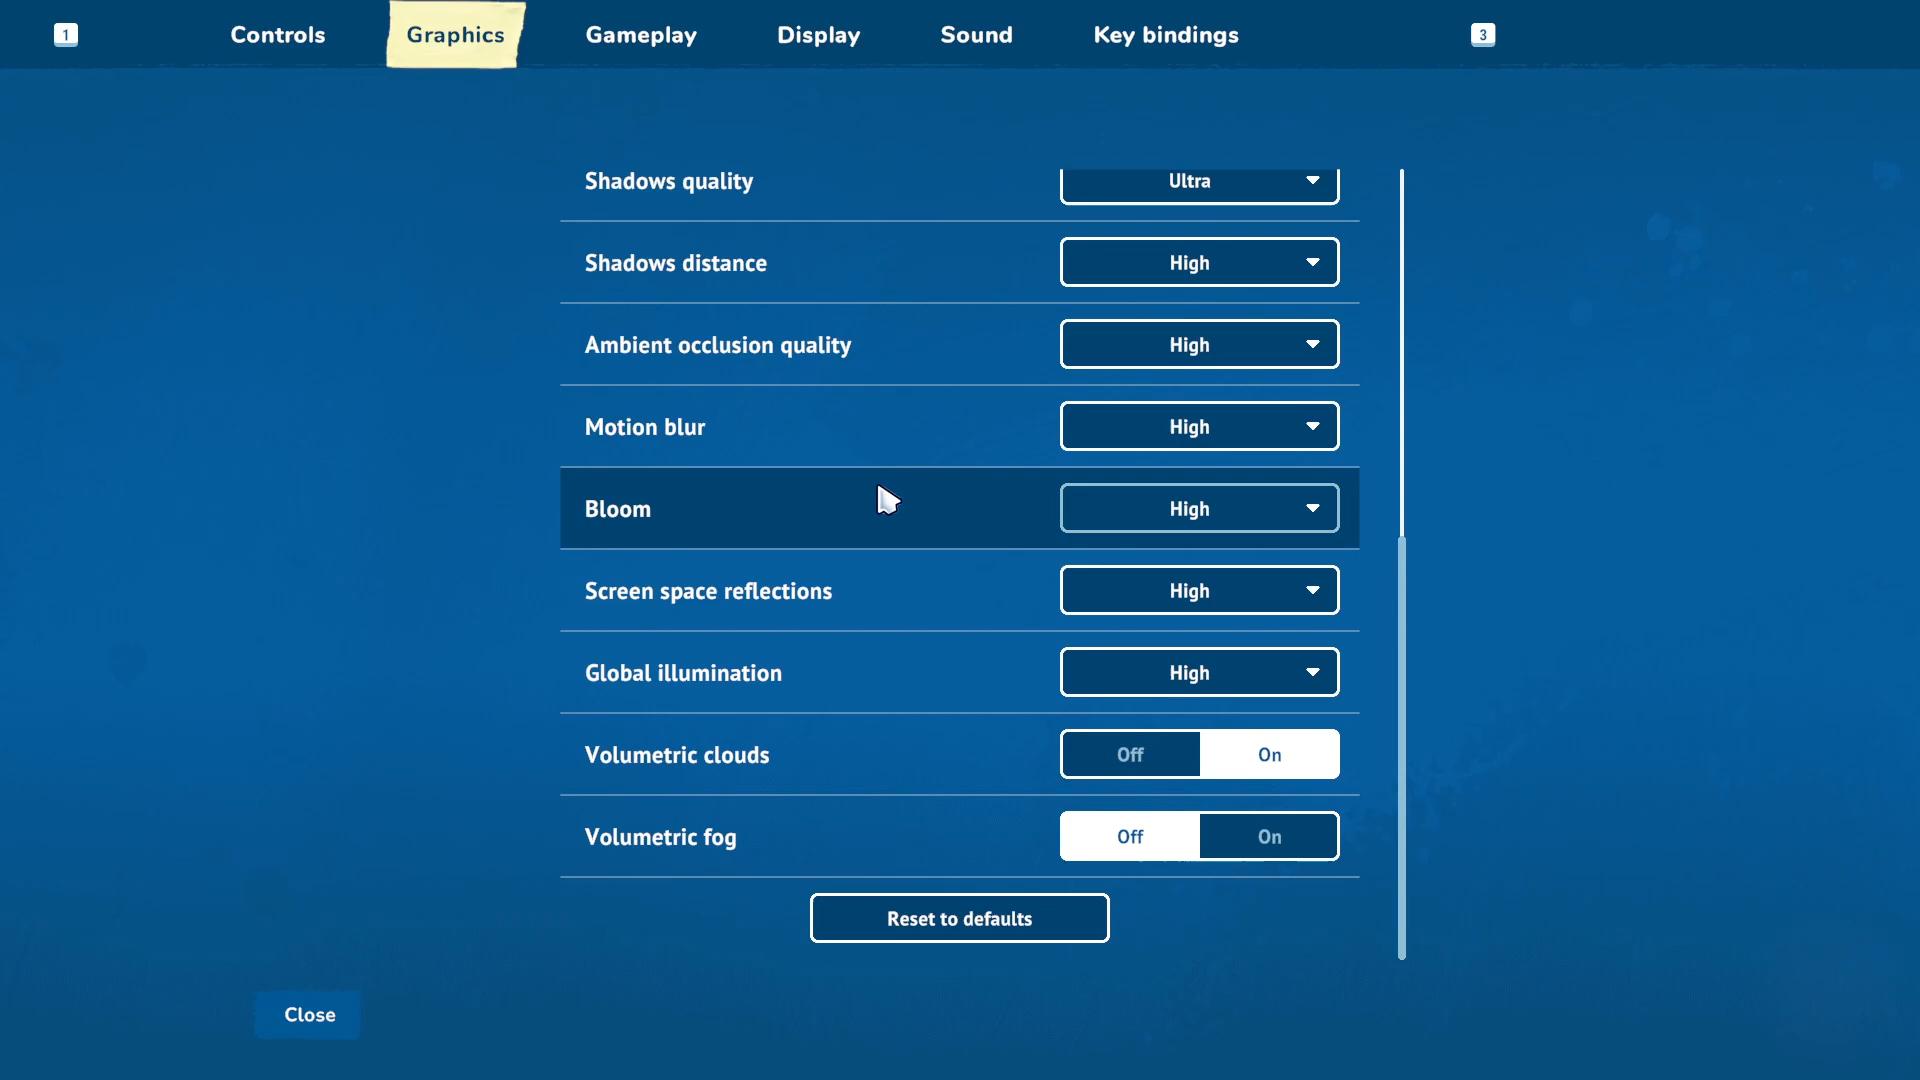 1 Controls Graphics Gameplay Display Sound Key bindings 3
Shadows quality Ultra
Shadows distance High
Ambient occlusion quality High
Motion blur High
Bloom High
Screen space reflections High
Global illumination High
Volumetric clouds Off On
Volumetric fog Off On
Reset to defaults
Close